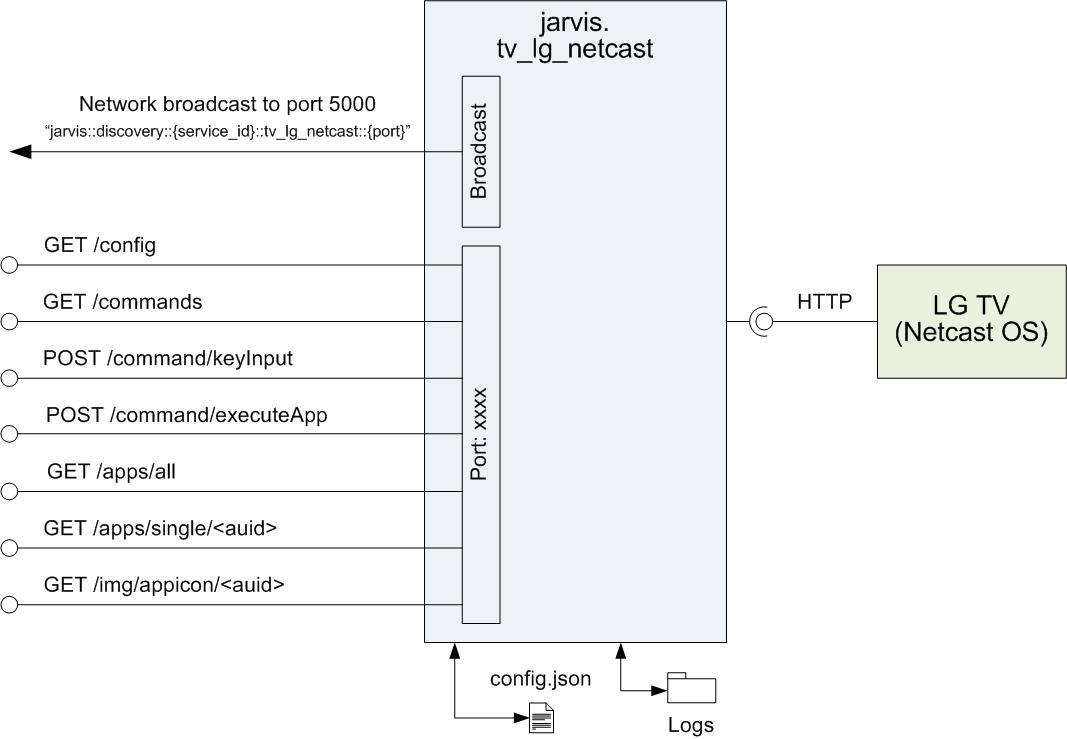 jarvis.
tv_lg_netcast
Network broadcast to port 5000
“jarvis::discovery::{service_id}::tv_lg_netcast::{port}”
Broadcast
GET /config
GET /commands
POST /command/keyInput
POST /command/executeApp
GET /apps/all
GET /apps/single/<auid>
GET /img/appicon/<auid>
Port: xxxx
HTTP
LG TV
(Netcast OS)
config.json
Logs